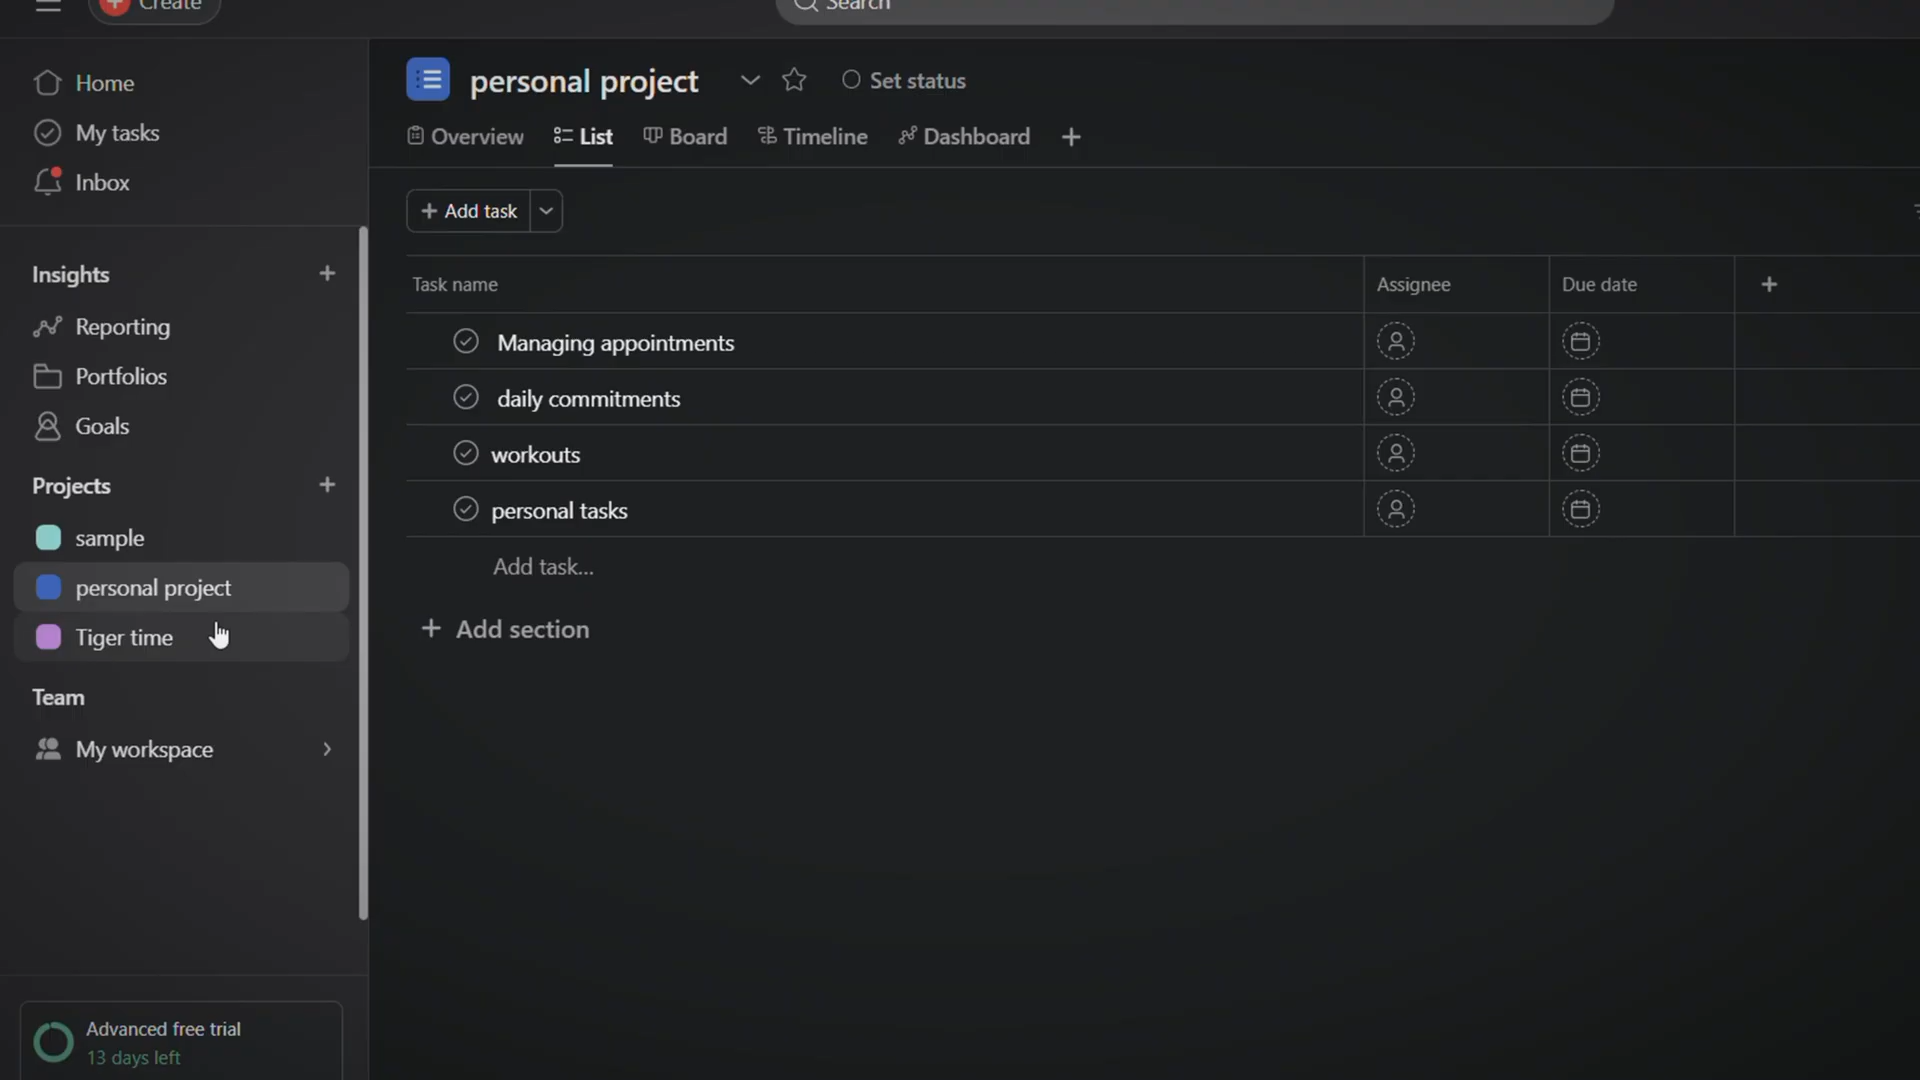 Create
Search
Home
My tasks
Inbox
Insights
Reporting
Portfolios
Goals
Projects
sample
personal project
Tiger time
Team
My workspace
Advanced free trial
13 days left
personal project
Set status
Overview
List
Board
Timeline
Dashboard
Add task
Task name
Assignee
Due date
Managing appointments
daily commitments
workouts
personal tasks
Add task...
Add section